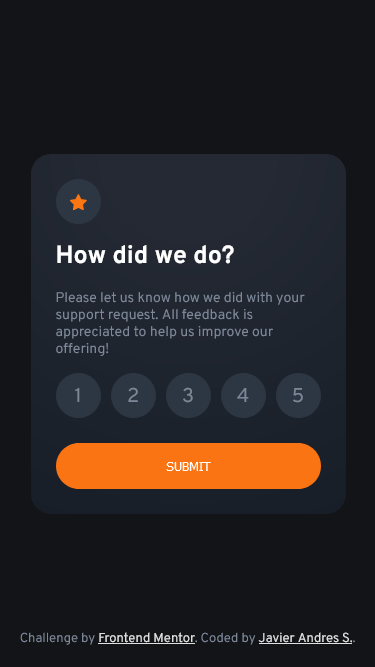 How did we do?
Please let us know how we did with your
support request. All feedback is
appreciated to help us improve our
offering!
1 2 3 4 5
SUBMIT
Challenge by Frontend Mentor. Coded by Javier Andres S..